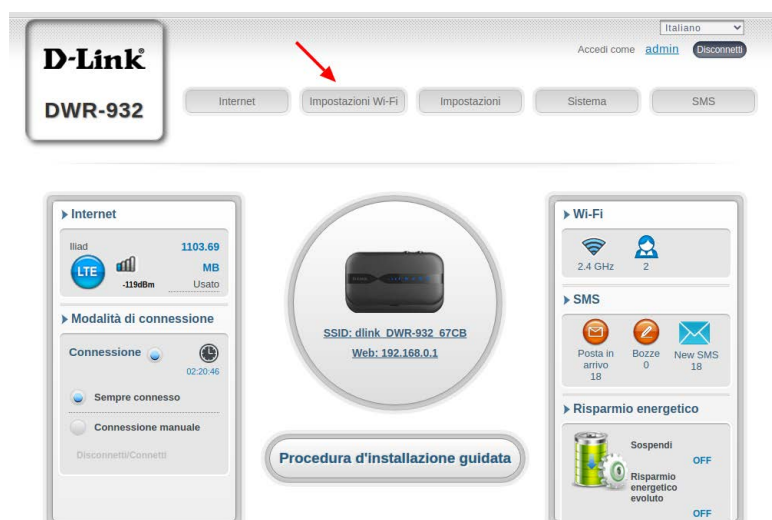 Italiano
Accedi come admin Disconnetti
D-Link
DWR-932
Internet
Impostazioni Wi-Fi
Impostazioni
Sistema
SMS
Internet
Iliad
1103.69
LTE
MB
-119dBm
Usato
Modalità di connessione
Connessione
02:20:46
Sempre connesso
Connessione manuale
Disconnetti/Connetti
SSID: dlink_DWR-932_67CB
Web: 192.168.0.1
Procedura d'installazione guidata
Wi-Fi
2.4 GHz
2
SMS
Posta in
arrivo
18
Bozze
0
New SMS
18
Risparmio energetico
Sospendi
OFF
Risparmio
energetico
evoluto
OFF